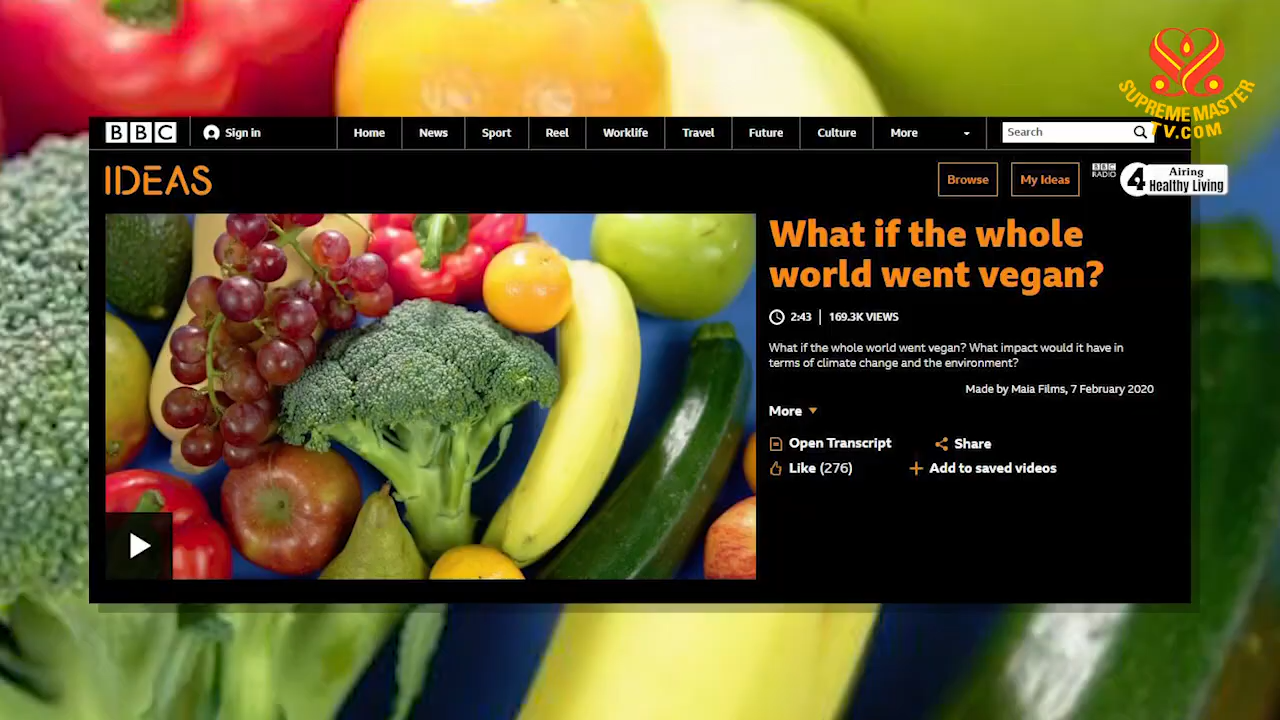 SUPREME MASTER
TV.COM
BBC
Sign in
Home
News
Sport
Reel
Worklife
Travel
Future
Culture
More
Search
IDEAS
Browse
My Ideas
BBC
RADIO
4
Airing
Healthy Living
What if the whole
world went vegan?
2:43
169.3K VIEWS
What if the whole world went vegan? What impact would it have in
terms of climate change and the environment?
Made by Maia Films, 7 February 2020
More
Open Transcript
Share
Like (276)
Add to saved videos